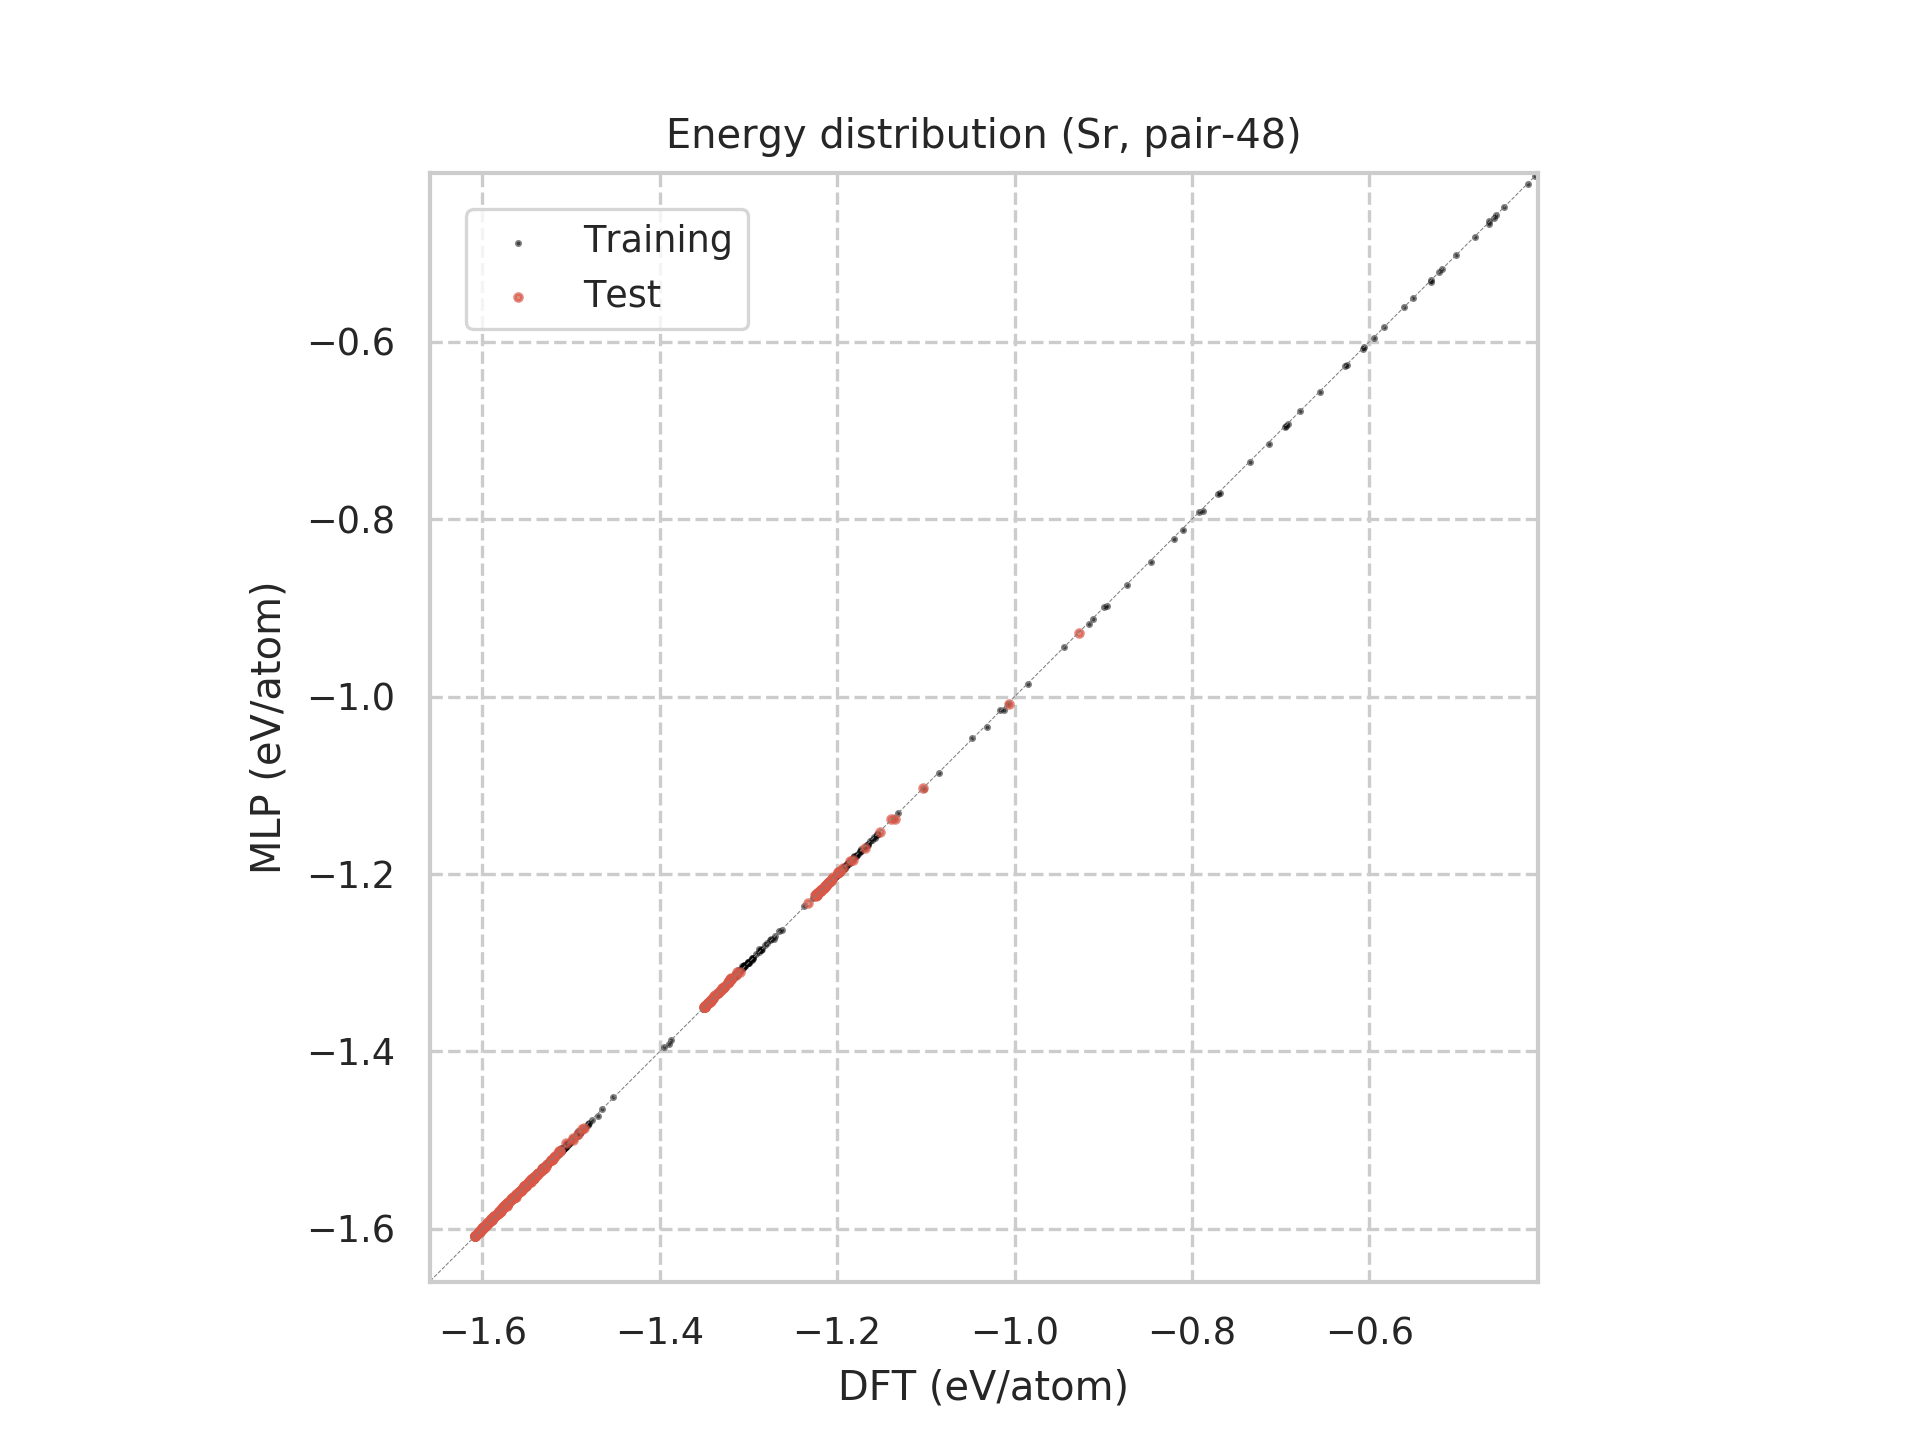 Energy distribution (Sr, pair-48)
Training
Test
−0.6
−0.8
−1.0
−1.2
−1.4
−1.6
MLP (eV/atom)
−1.6 −1.4 −1.2 −1.0 −0.8 −0.6
DFT (eV/atom)